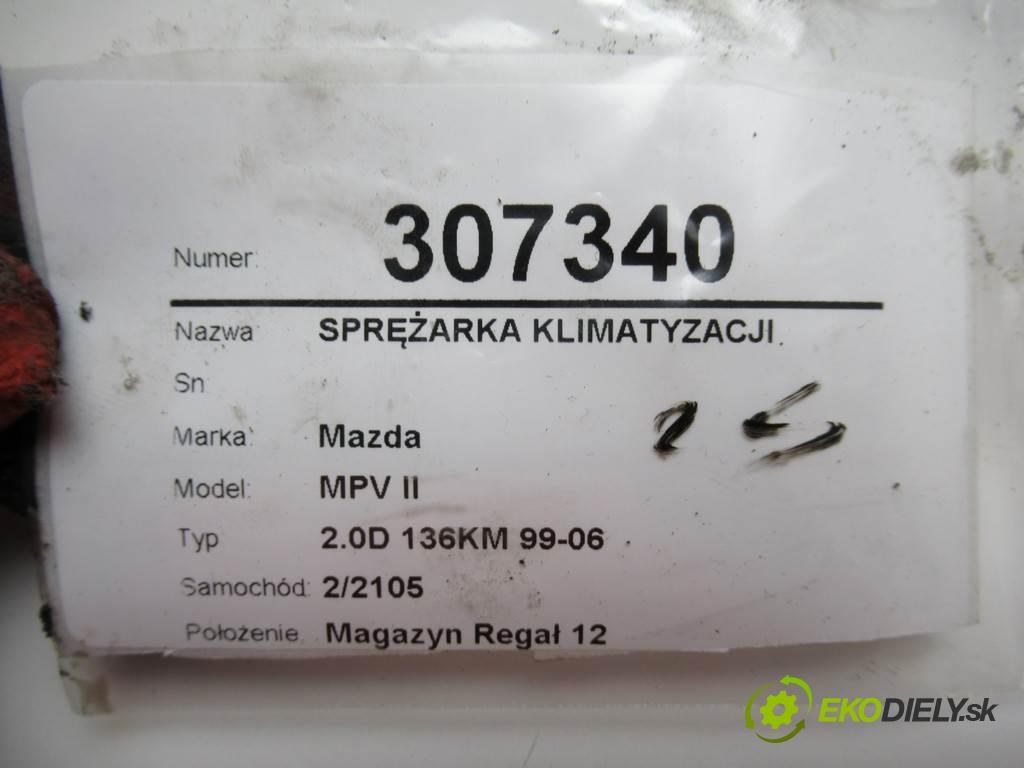 Numer: 307340
Nazwa SPRĘŻARKA KLIMATYZACJI
Sn
Marka: Mazda
25
Model: MPV II
Typ 2.0D 136KM 99-06
Samochód: 2/2105
Położenie Magazyn Regał 12
EKODIELY.sk